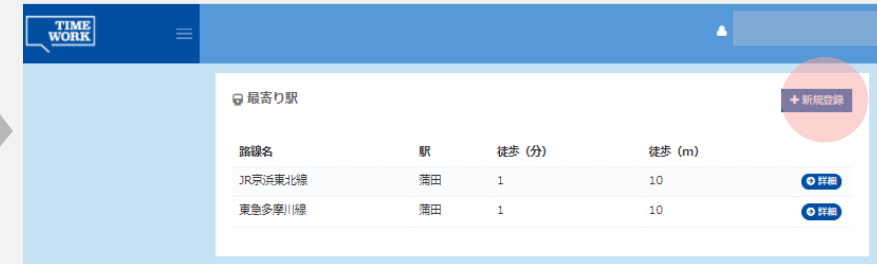 TIME
WORK
最寄り駅
+ 新規登録
路線名 駅 徒歩（分） 徒歩（m）
JR京浜東北線 蒲田 1 10 詳細
東急多摩川線 蒲田 1 10 詳細